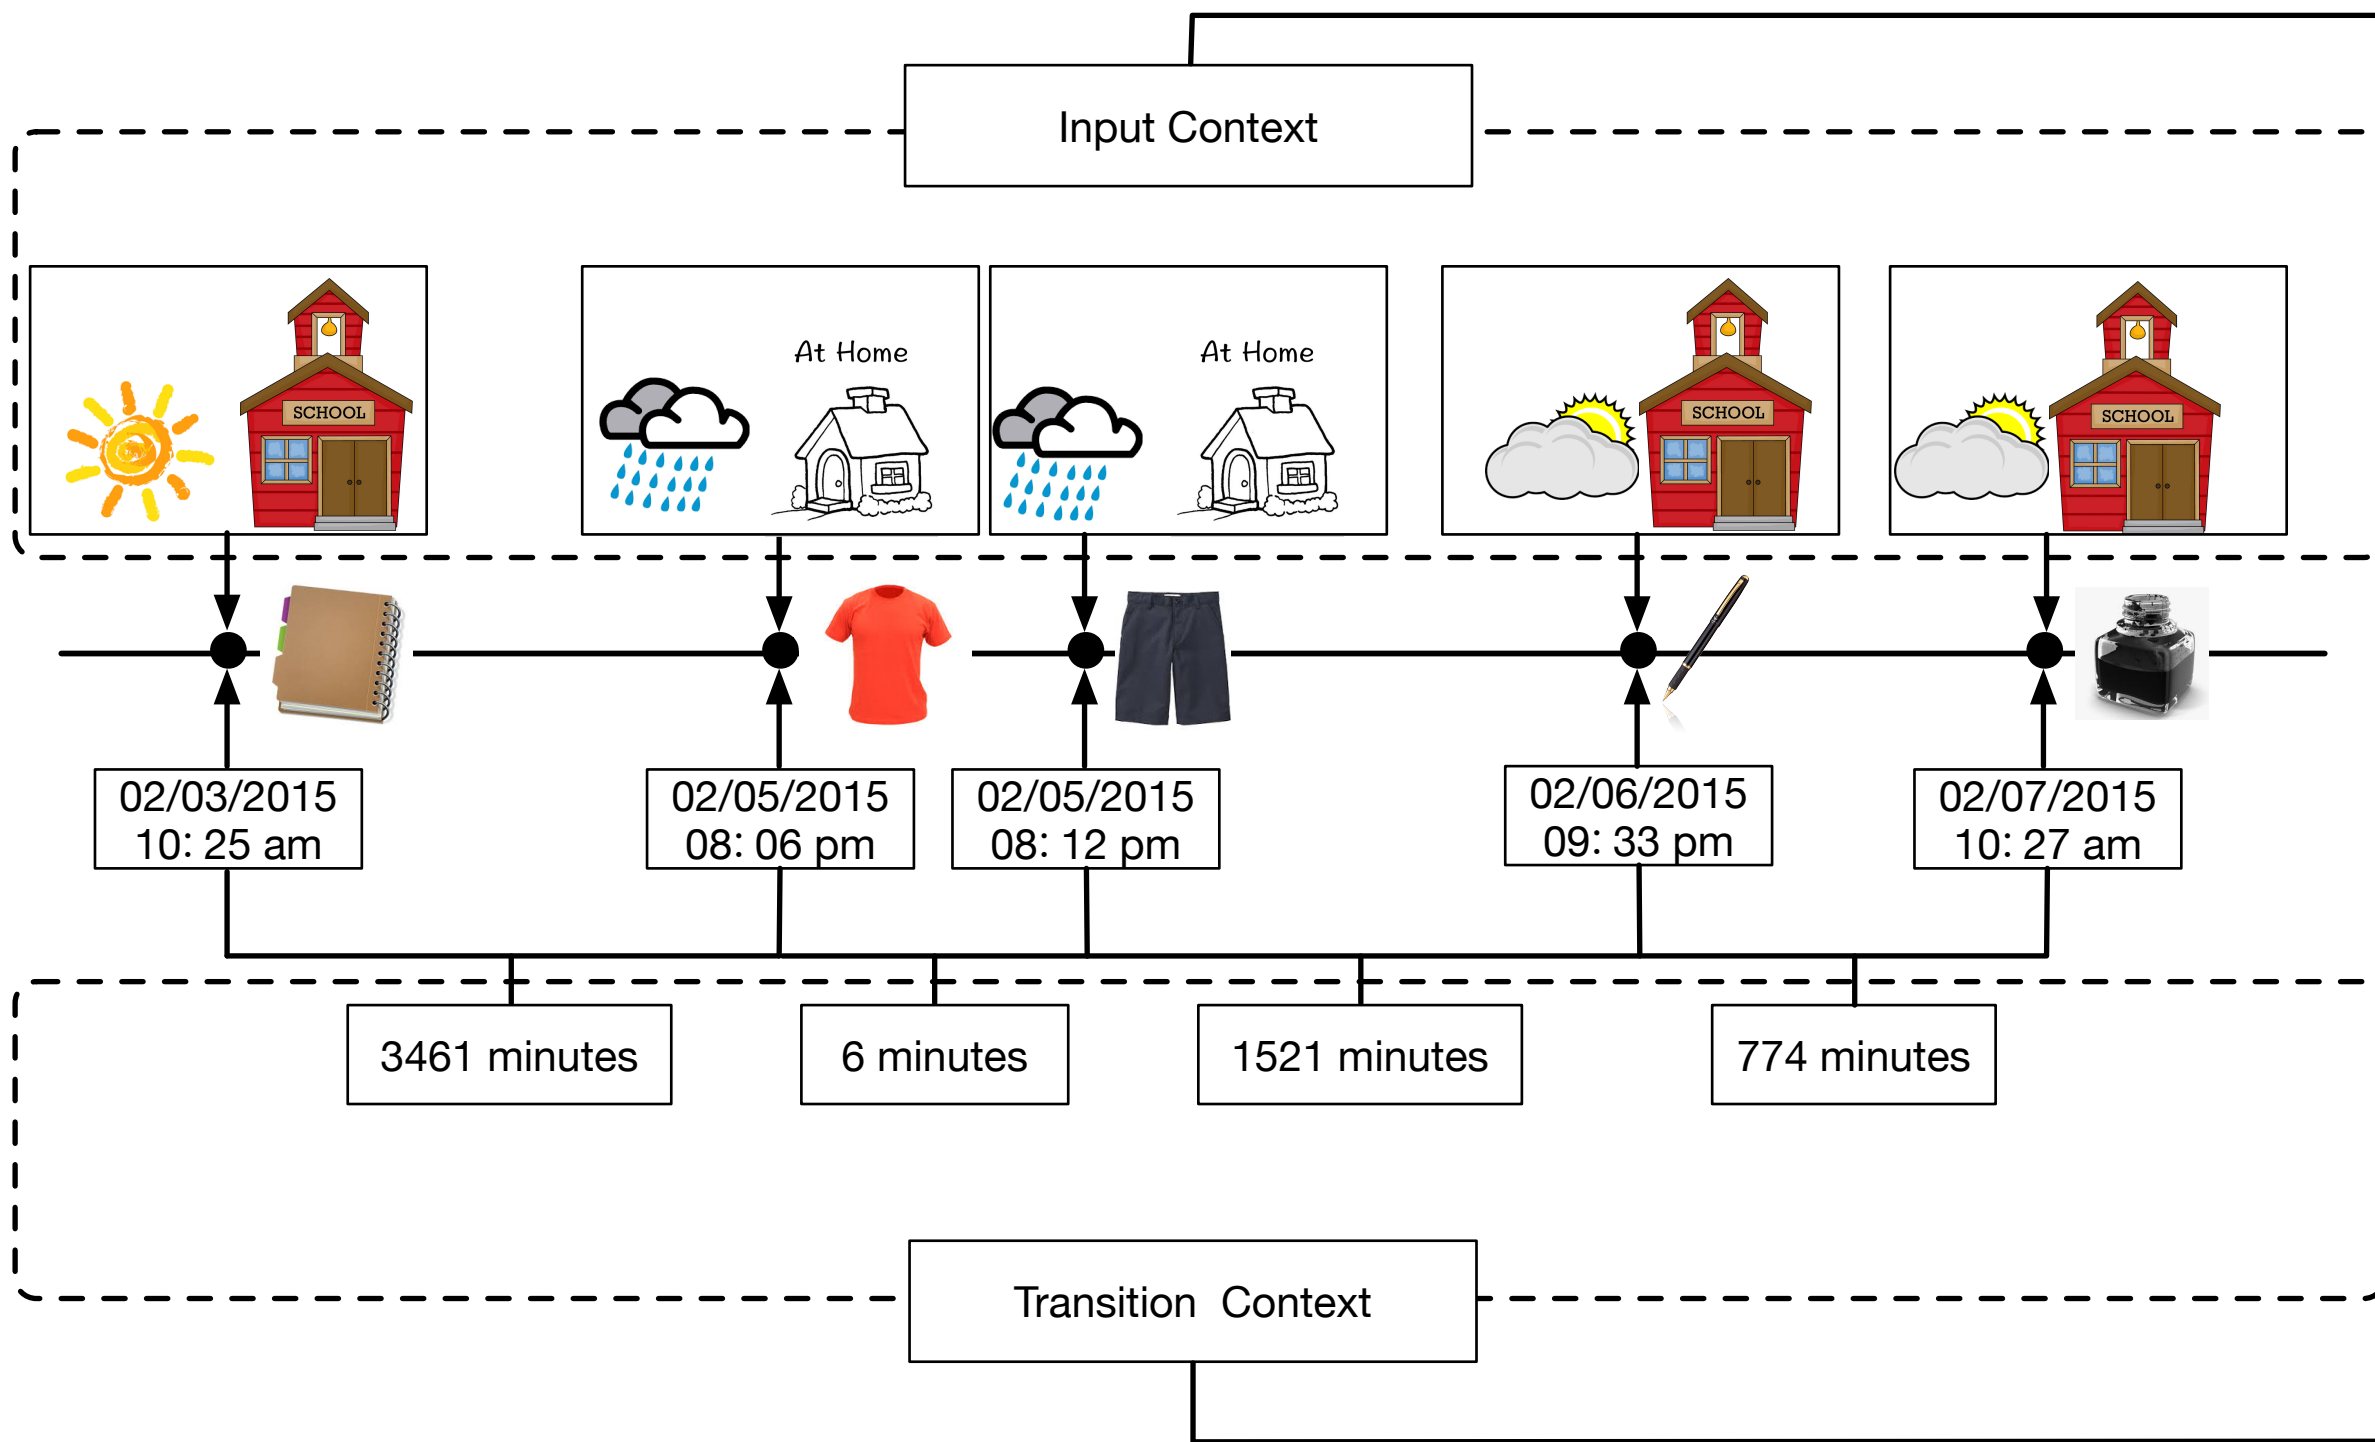 Input Context
SCHOOL
At Home
At Home
SCHOOL
SCHOOL
02/03/2015
10: 25 am
02/05/2015
08: 06 pm
02/05/2015
08: 12 pm
02/06/2015
09: 33 pm
02/07/2015
10: 27 am
3461 minutes
6 minutes
1521 minutes
774 minutes
Transition Context